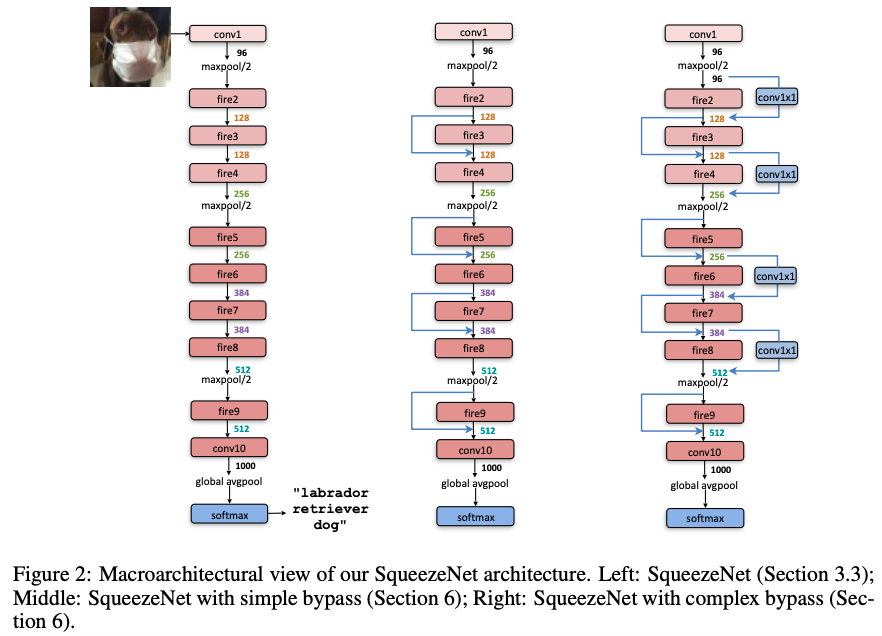 conv1
96
maxpool/2
fire2
128
fire3
128
fire4
256
maxpool/2
fire5
256
fire6
384
fire7
384
fire8
512
maxpool/2
fire9
512
conv10
1000
global avgpool
softmax
"labrador
retriever
dog"
conv1
96
maxpool/2
fire2
128
fire3
128
fire4
256
maxpool/2
fire5
256
fire6
384
fire7
384
fire8
512
maxpool/2
fire9
512
conv10
1000
global avgpool
softmax
conv1
96
maxpool/2
96
fire2
conv1x1
128
fire3
128
fire4
conv1x1
256
maxpool/2
fire5
256
fire6
conv1x1
384
fire7
384
fire8
conv1x1
512
maxpool/2
fire9
512
conv10
1000
global avgpool
softmax
Figure 2: Macroarchitectural view of our SqueezeNet architecture. Left: SqueezeNet (Section 3.3);
Middle: SqueezeNet with simple bypass (Section 6); Right: SqueezeNet with complex bypass (Sec-
tion 6).